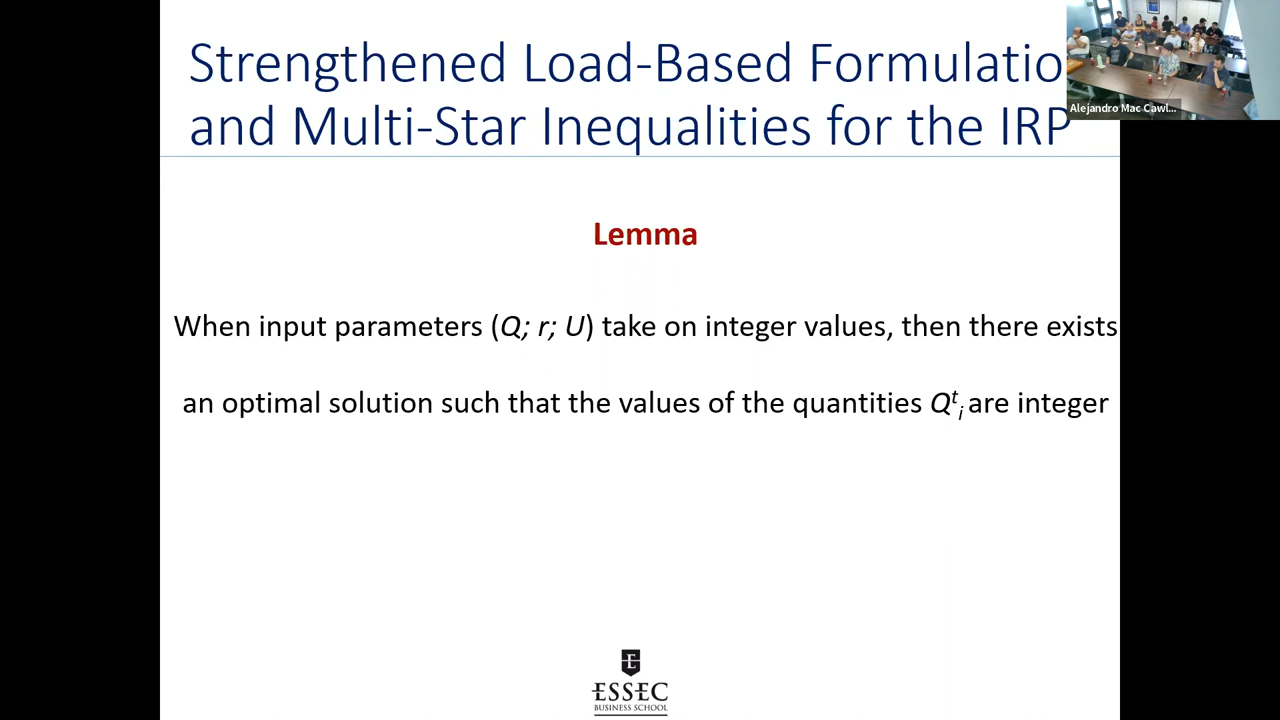 Strengthened Load-Based Formulatio
and Multi-Star Inequalities for the IRP
Alejandro Mac Cawl...
Lemma
When input parameters (Q; r; U) take on integer values, then there exists
an optimal solution such that the values of the quantities Qᵗᵢ are integer
E
ESSEC
BUSINESS SCHOOL